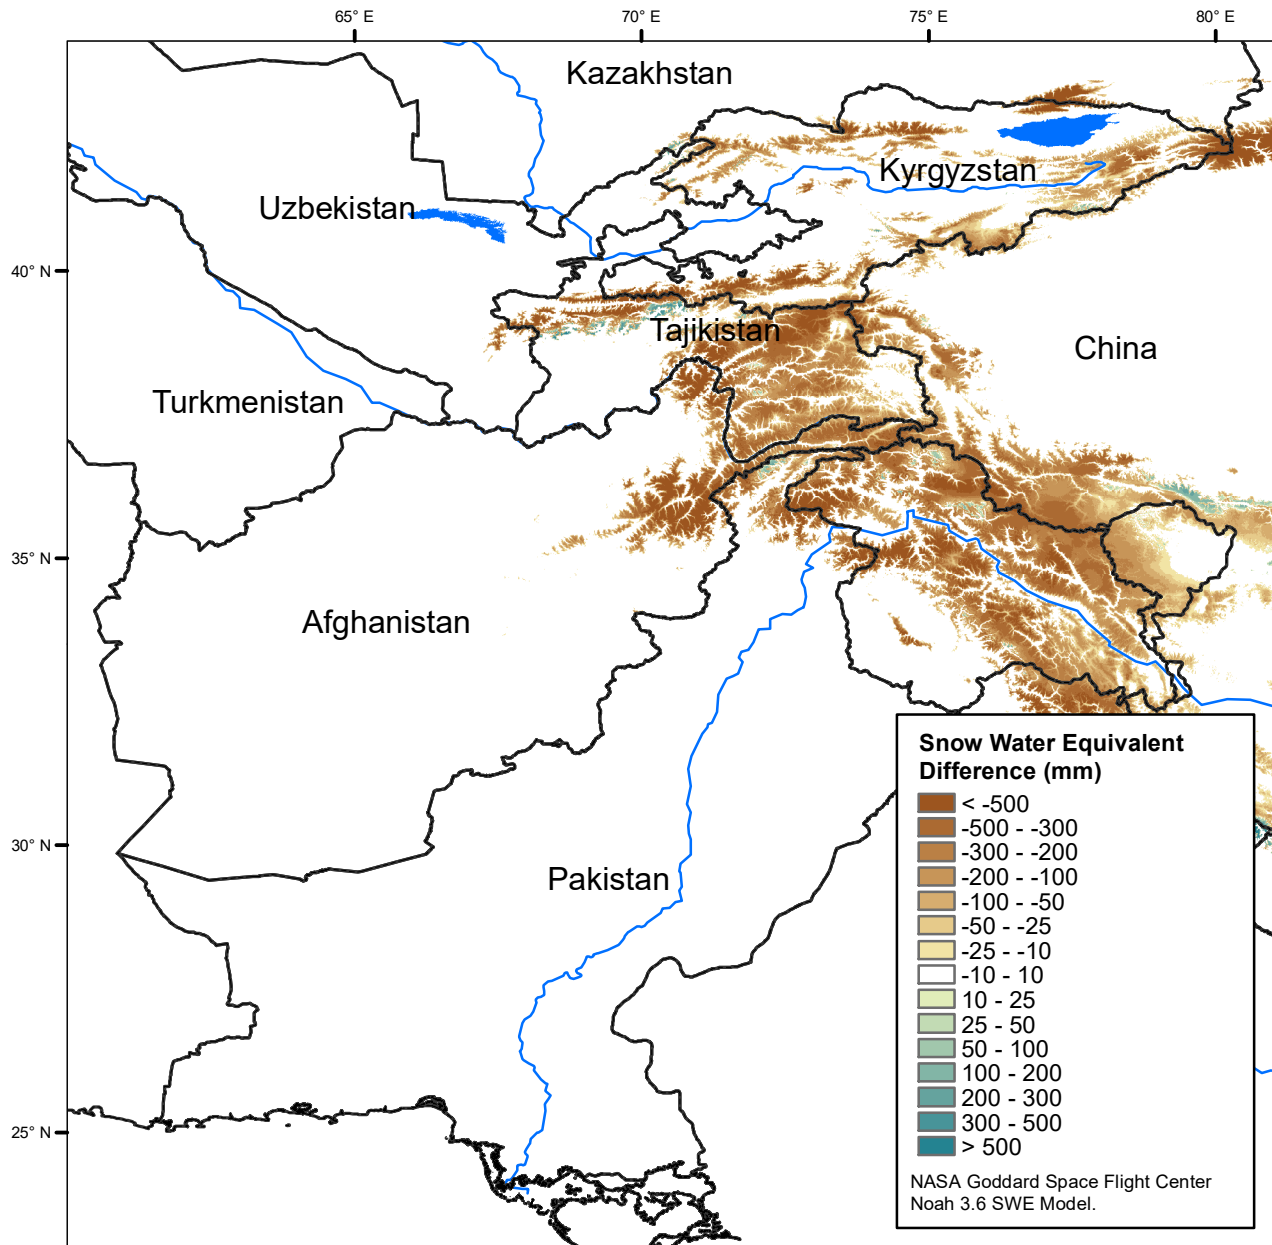 65° E
70° E
75° E
80° E
Kazakhstan
Kyrgyzstan
Uzbekistan
40° N
Tajikistan
China
Turkmenistan
35° N
Afghanistan
30° N
Pakistan
25° N
Snow Water Equivalent
Difference (mm)
< -500
-500 - -300
-300 - -200
-200 - -100
-100 - -50
-50 - -25
-25 - -10
-10 - 10
10 - 25
25 - 50
50 - 100
100 - 200
200 - 300
300 - 500
> 500
NASA Goddard Space Flight Center
Noah 3.6 SWE Model.